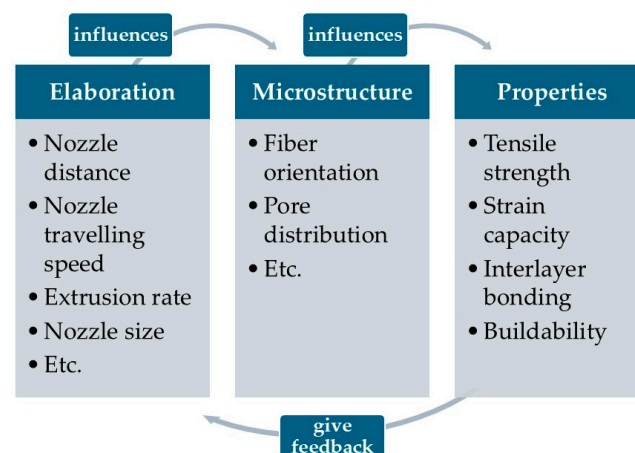 influences
influences
Elaboration
• Nozzle
distance
• Nozzle
travelling
speed
• Extrusion rate
• Nozzle size
• Etc.
Microstructure
• Fiber
orientation
• Pore
distribution
• Etc.
Properties
• Tensile
strength
• Strain
capacity
• Interlayer
bonding
• Buildability
give
feedback